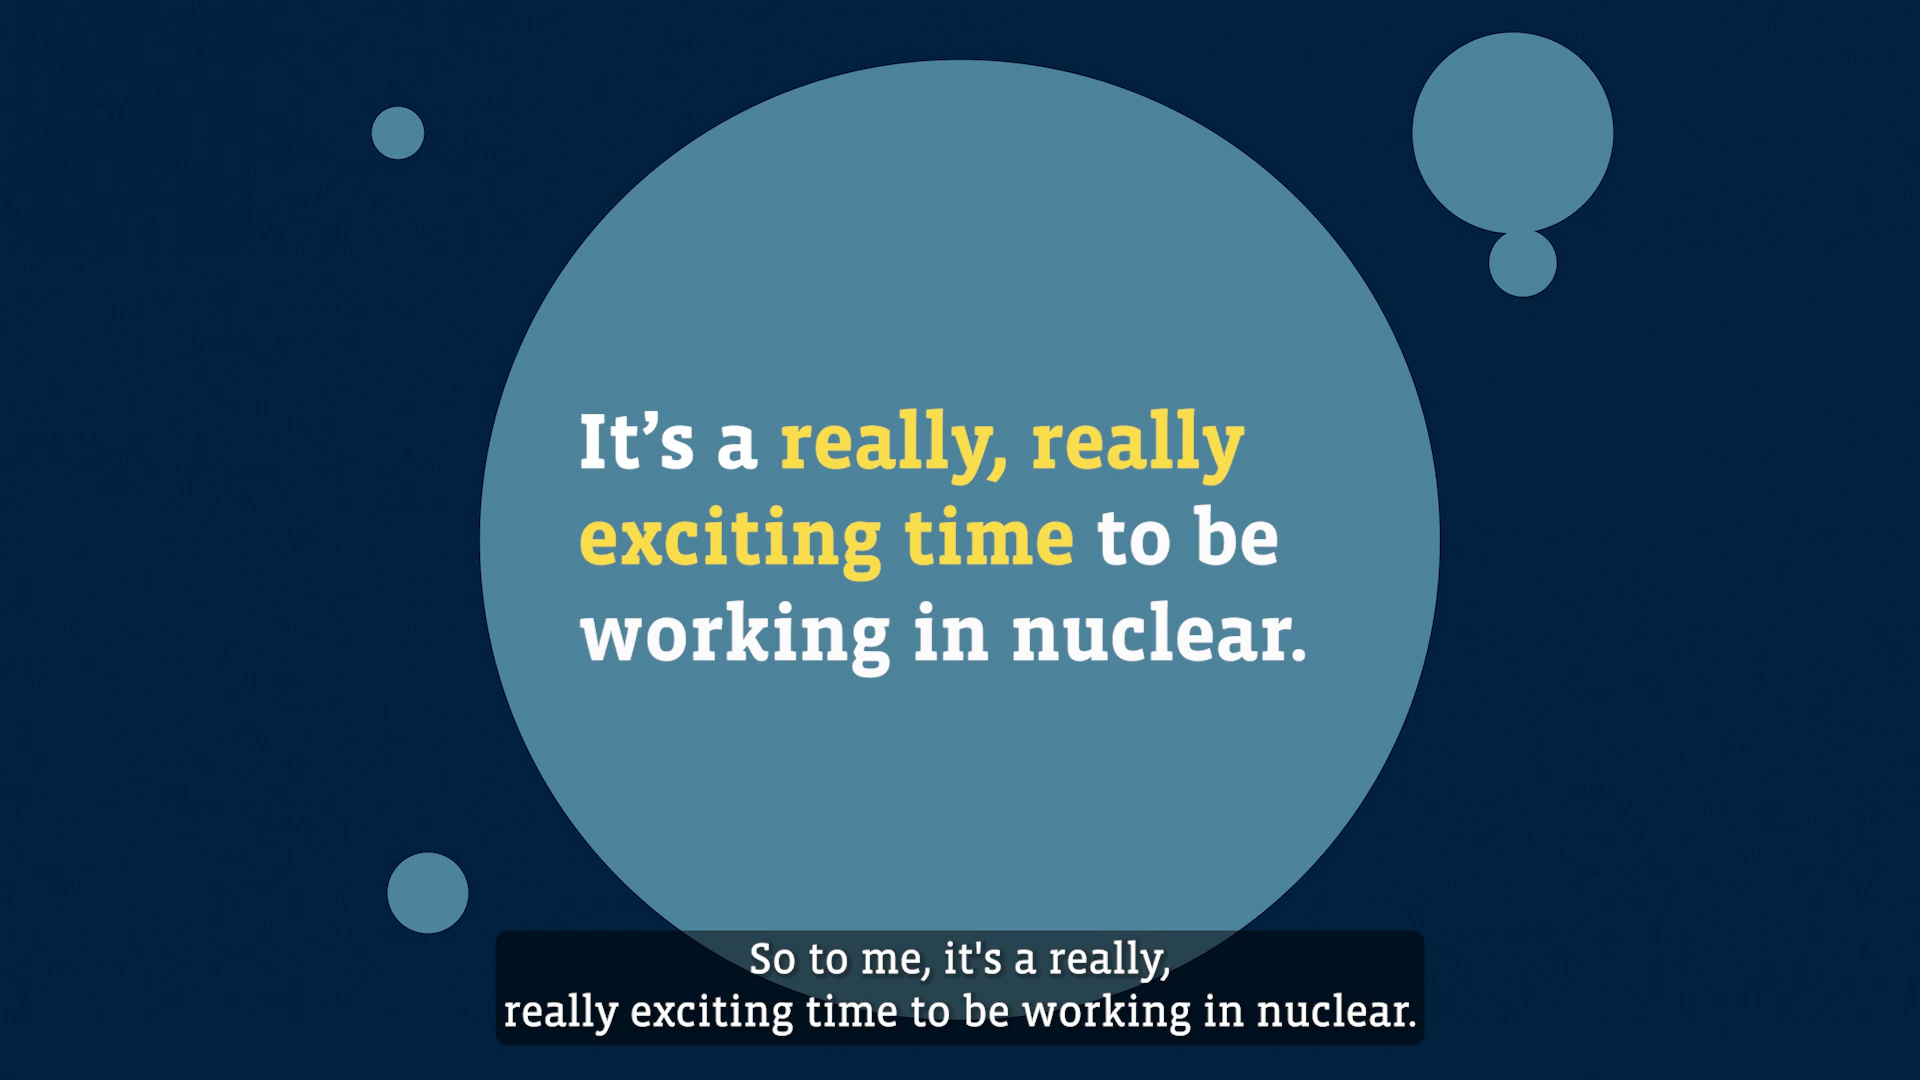 It’s a really, really
exciting time to be
working in nuclear.
So to me, it's a really,
really exciting time to be working in nuclear.